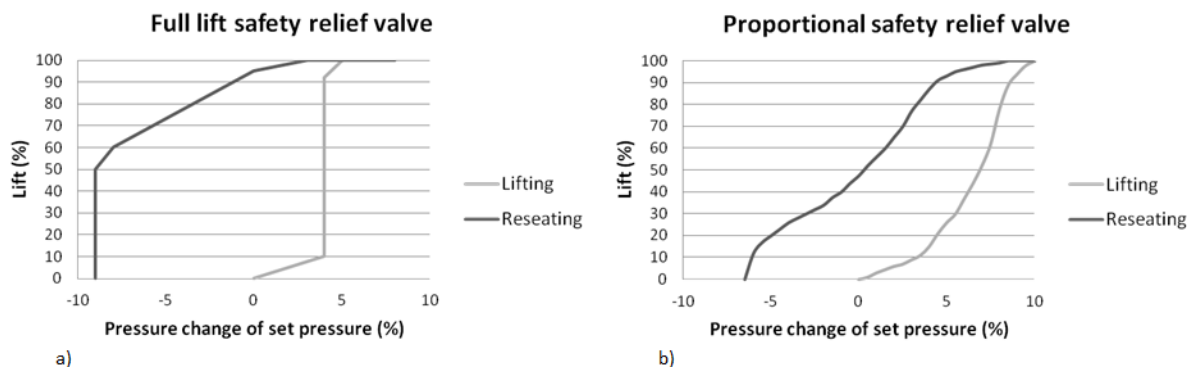 Full lift safety relief valve
100
90
80
70
60
50
40
30
20
10
0
Lift (%)
-10 -5 0 5 10
Pressure change of set pressure (%)
Lifting
Reseating
a)
Proportional safety relief valve
100
90
80
70
60
50
40
30
20
10
0
Lift (%)
-10 -5 0 5 10
Pressure change of set pressure (%)
Lifting
Reseating
b)